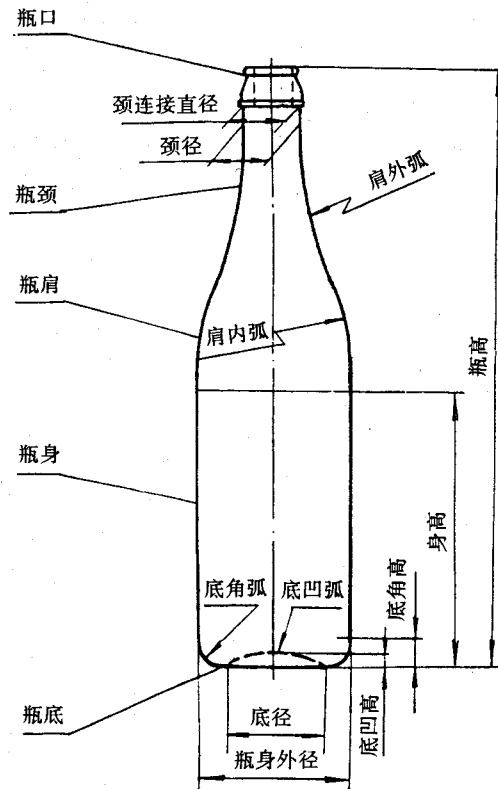 瓶口
颈连接直径
颈径
瓶颈
肩外弧
瓶肩
肩内弧
瓶高
瓶身
身高
底角弧
底凹弧
底角高
瓶底
底径
底凹高
瓶身外径